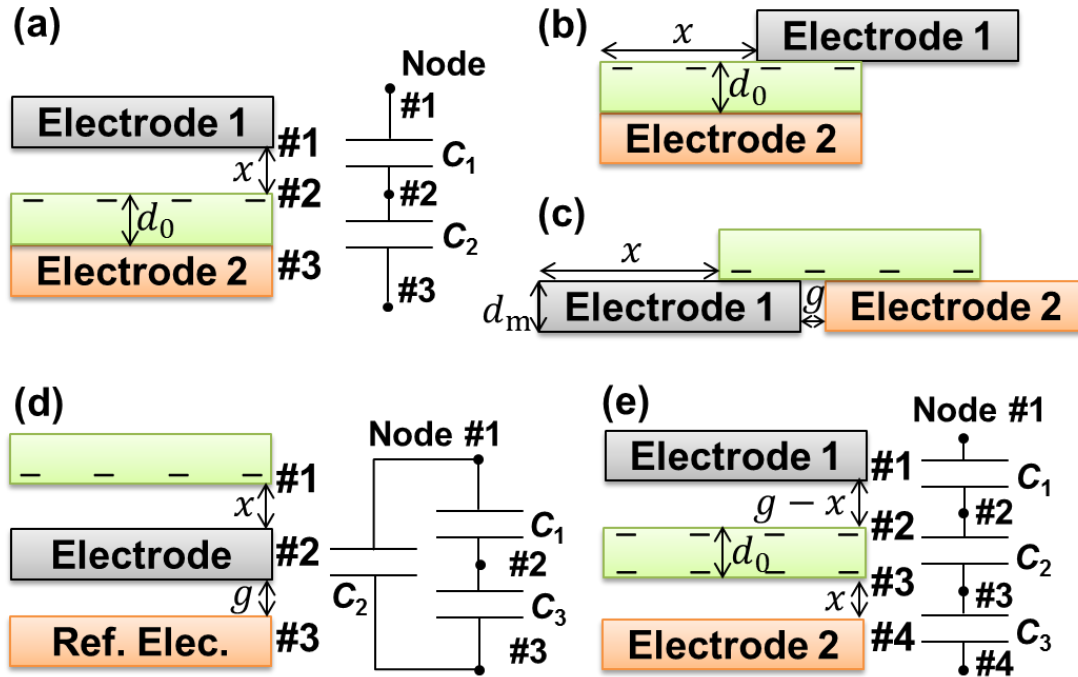 (a)
Node
#1
Electrode 1
#1
C₁
x
#2
#2
d₀
C₂
Electrode 2
#3
#3
(b)
x
Electrode 1
d₀
Electrode 2
(c)
x
dₘ
Electrode 1
g
Electrode 2
(d)
Node #1
#1
x
C₁
Electrode
#2
#2
C₂
g
C₃
Ref. Elec.
#3
#3
(e)
Node #1
Electrode 1
#1
C₁
g − x
#2
#2
d₀
C₂
#3
#3
x
C₃
Electrode 2
#4
#4